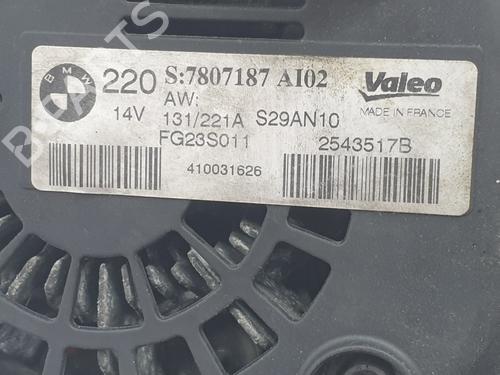 BMW
220 S:7807187 AI02
AW:
14V 131/221A S29AN10
FG23S011
410031626
Valeo
MADE IN FRANCE
2543517B